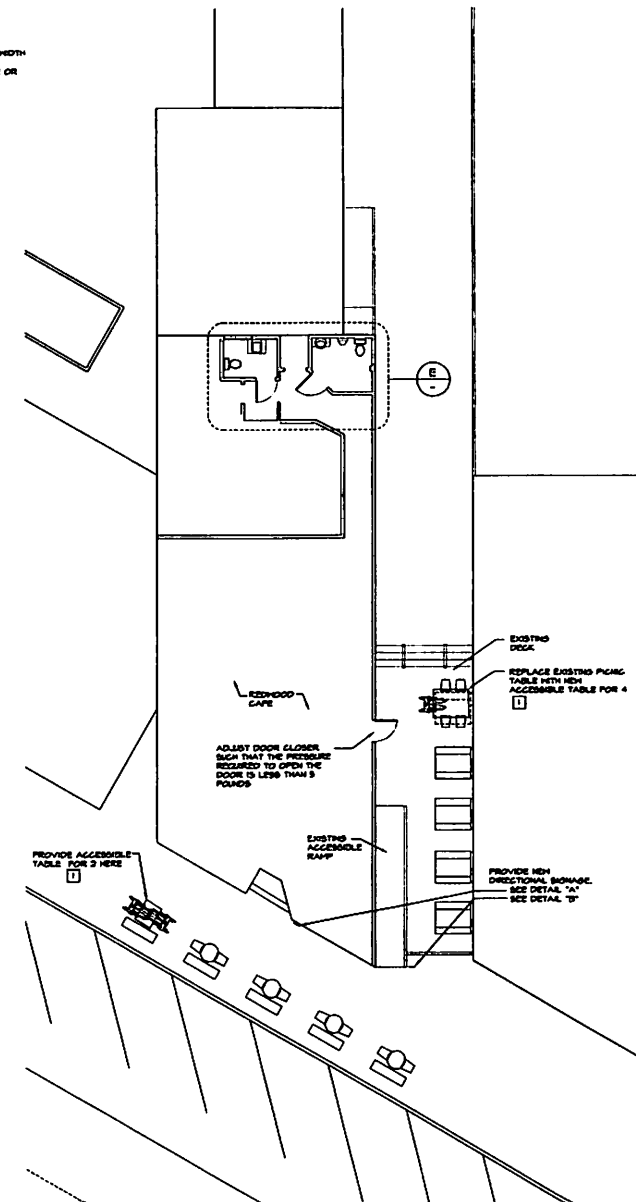 WIDTH
OR
E
-
EXISTING
DECK
REPLACE EXISTING PICNIC
TABLE WITH NEW
ACCESSIBLE TABLE FOR 4
1
REDWOOD
CAFE
ADJUST DOOR CLOSER
SUCH THAT THE PRESSURE
REQUIRED TO OPEN THE
DOOR IS LESS THAN 5
POUNDS
EXISTING
ACCESSIBLE
RAMP
PROVIDE ACCESSIBLE
TABLE FOR 2 HERE
1
PROVIDE NEW
DIRECTIONAL SIGNAGE.
SEE DETAIL "A"
SEE DETAIL "B"